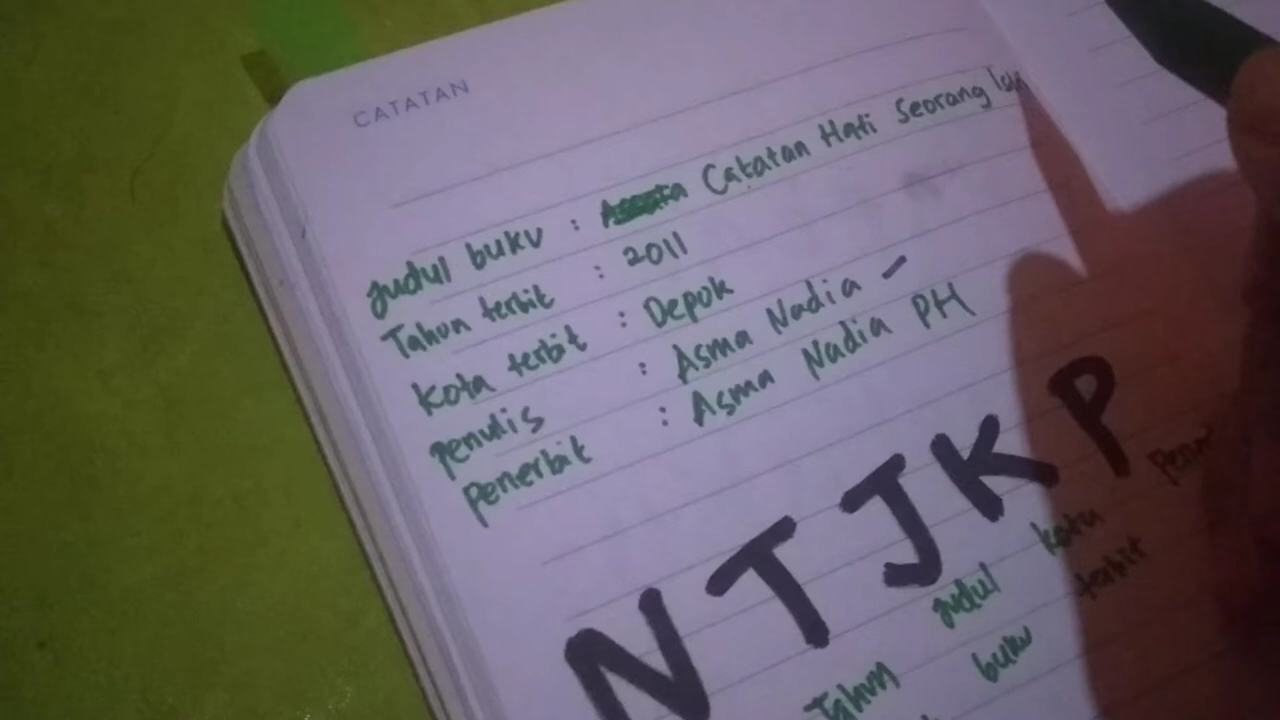 CATATAN
Judul buku : Catatan Hati Seorang
Tahun terbit : 2011
Kota terbit : Depok
Penulis : Asma Nadia –
Penerbit : Asma Nadia PH
N T J K P
Tahun judul kota
buku terbit